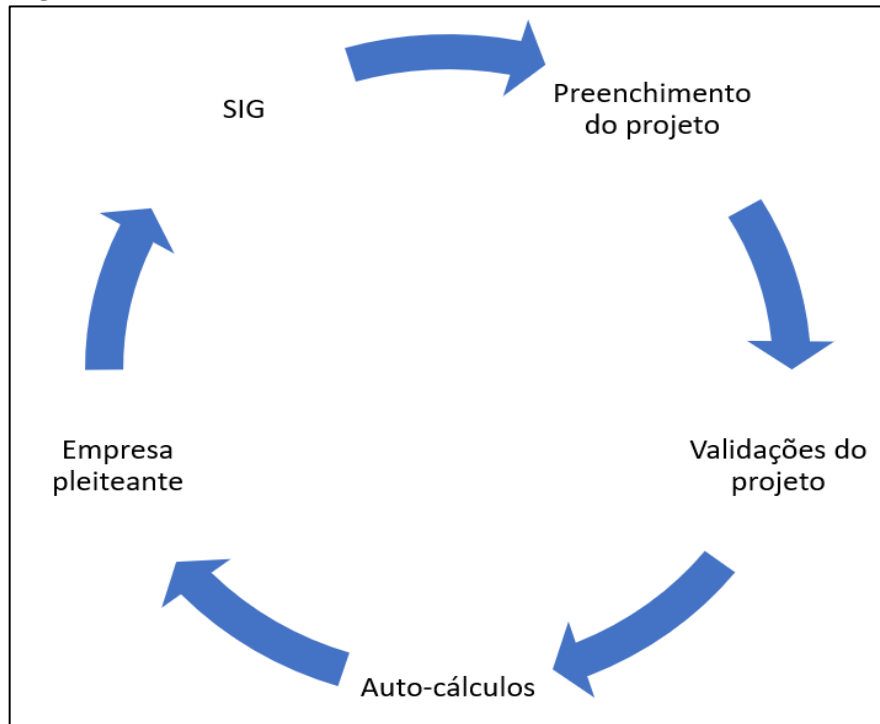 SIG
Preenchimento
do projeto
Validações do
projeto
Auto-cálculos
Empresa
pleiteante